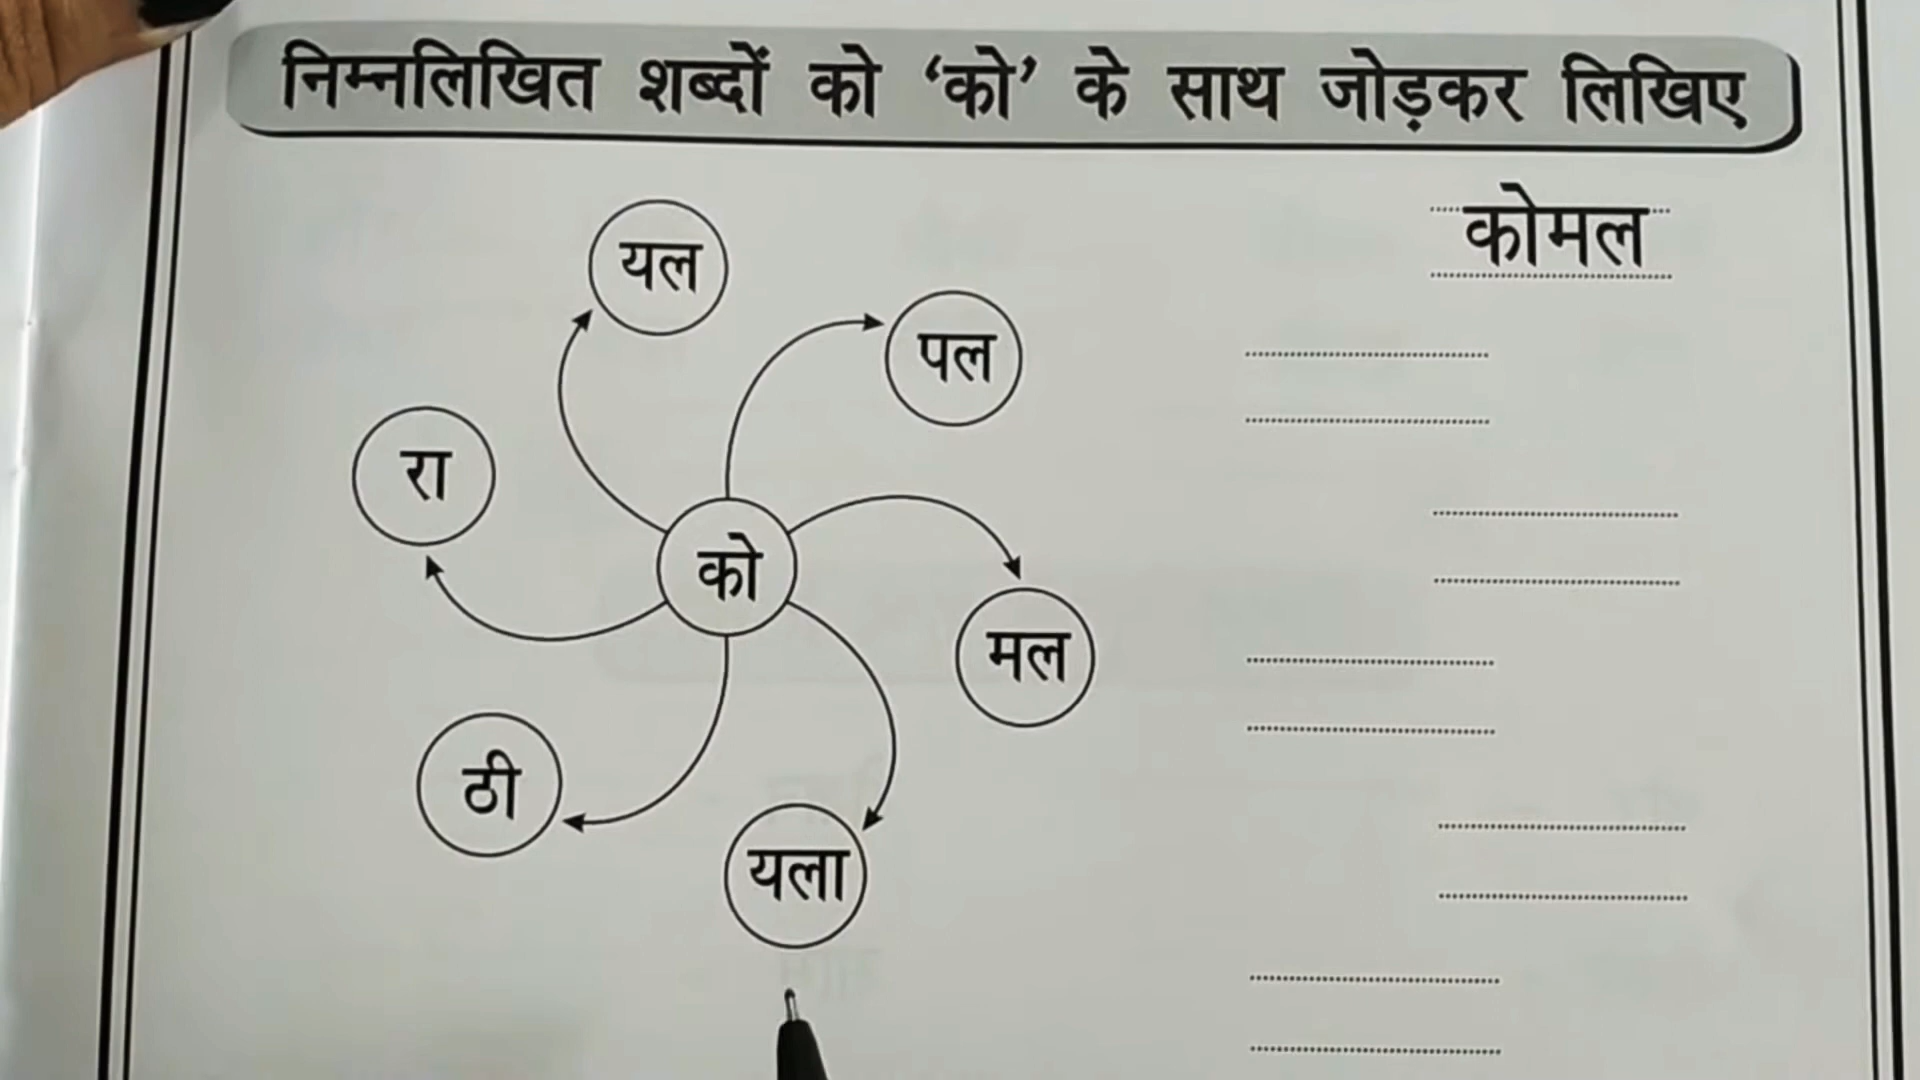 निम्नलिखित शब्दों को ‘को’ के साथ जोड़कर लिखिए
कोमल
यल
पल
रा
को
मल
ठी
यला